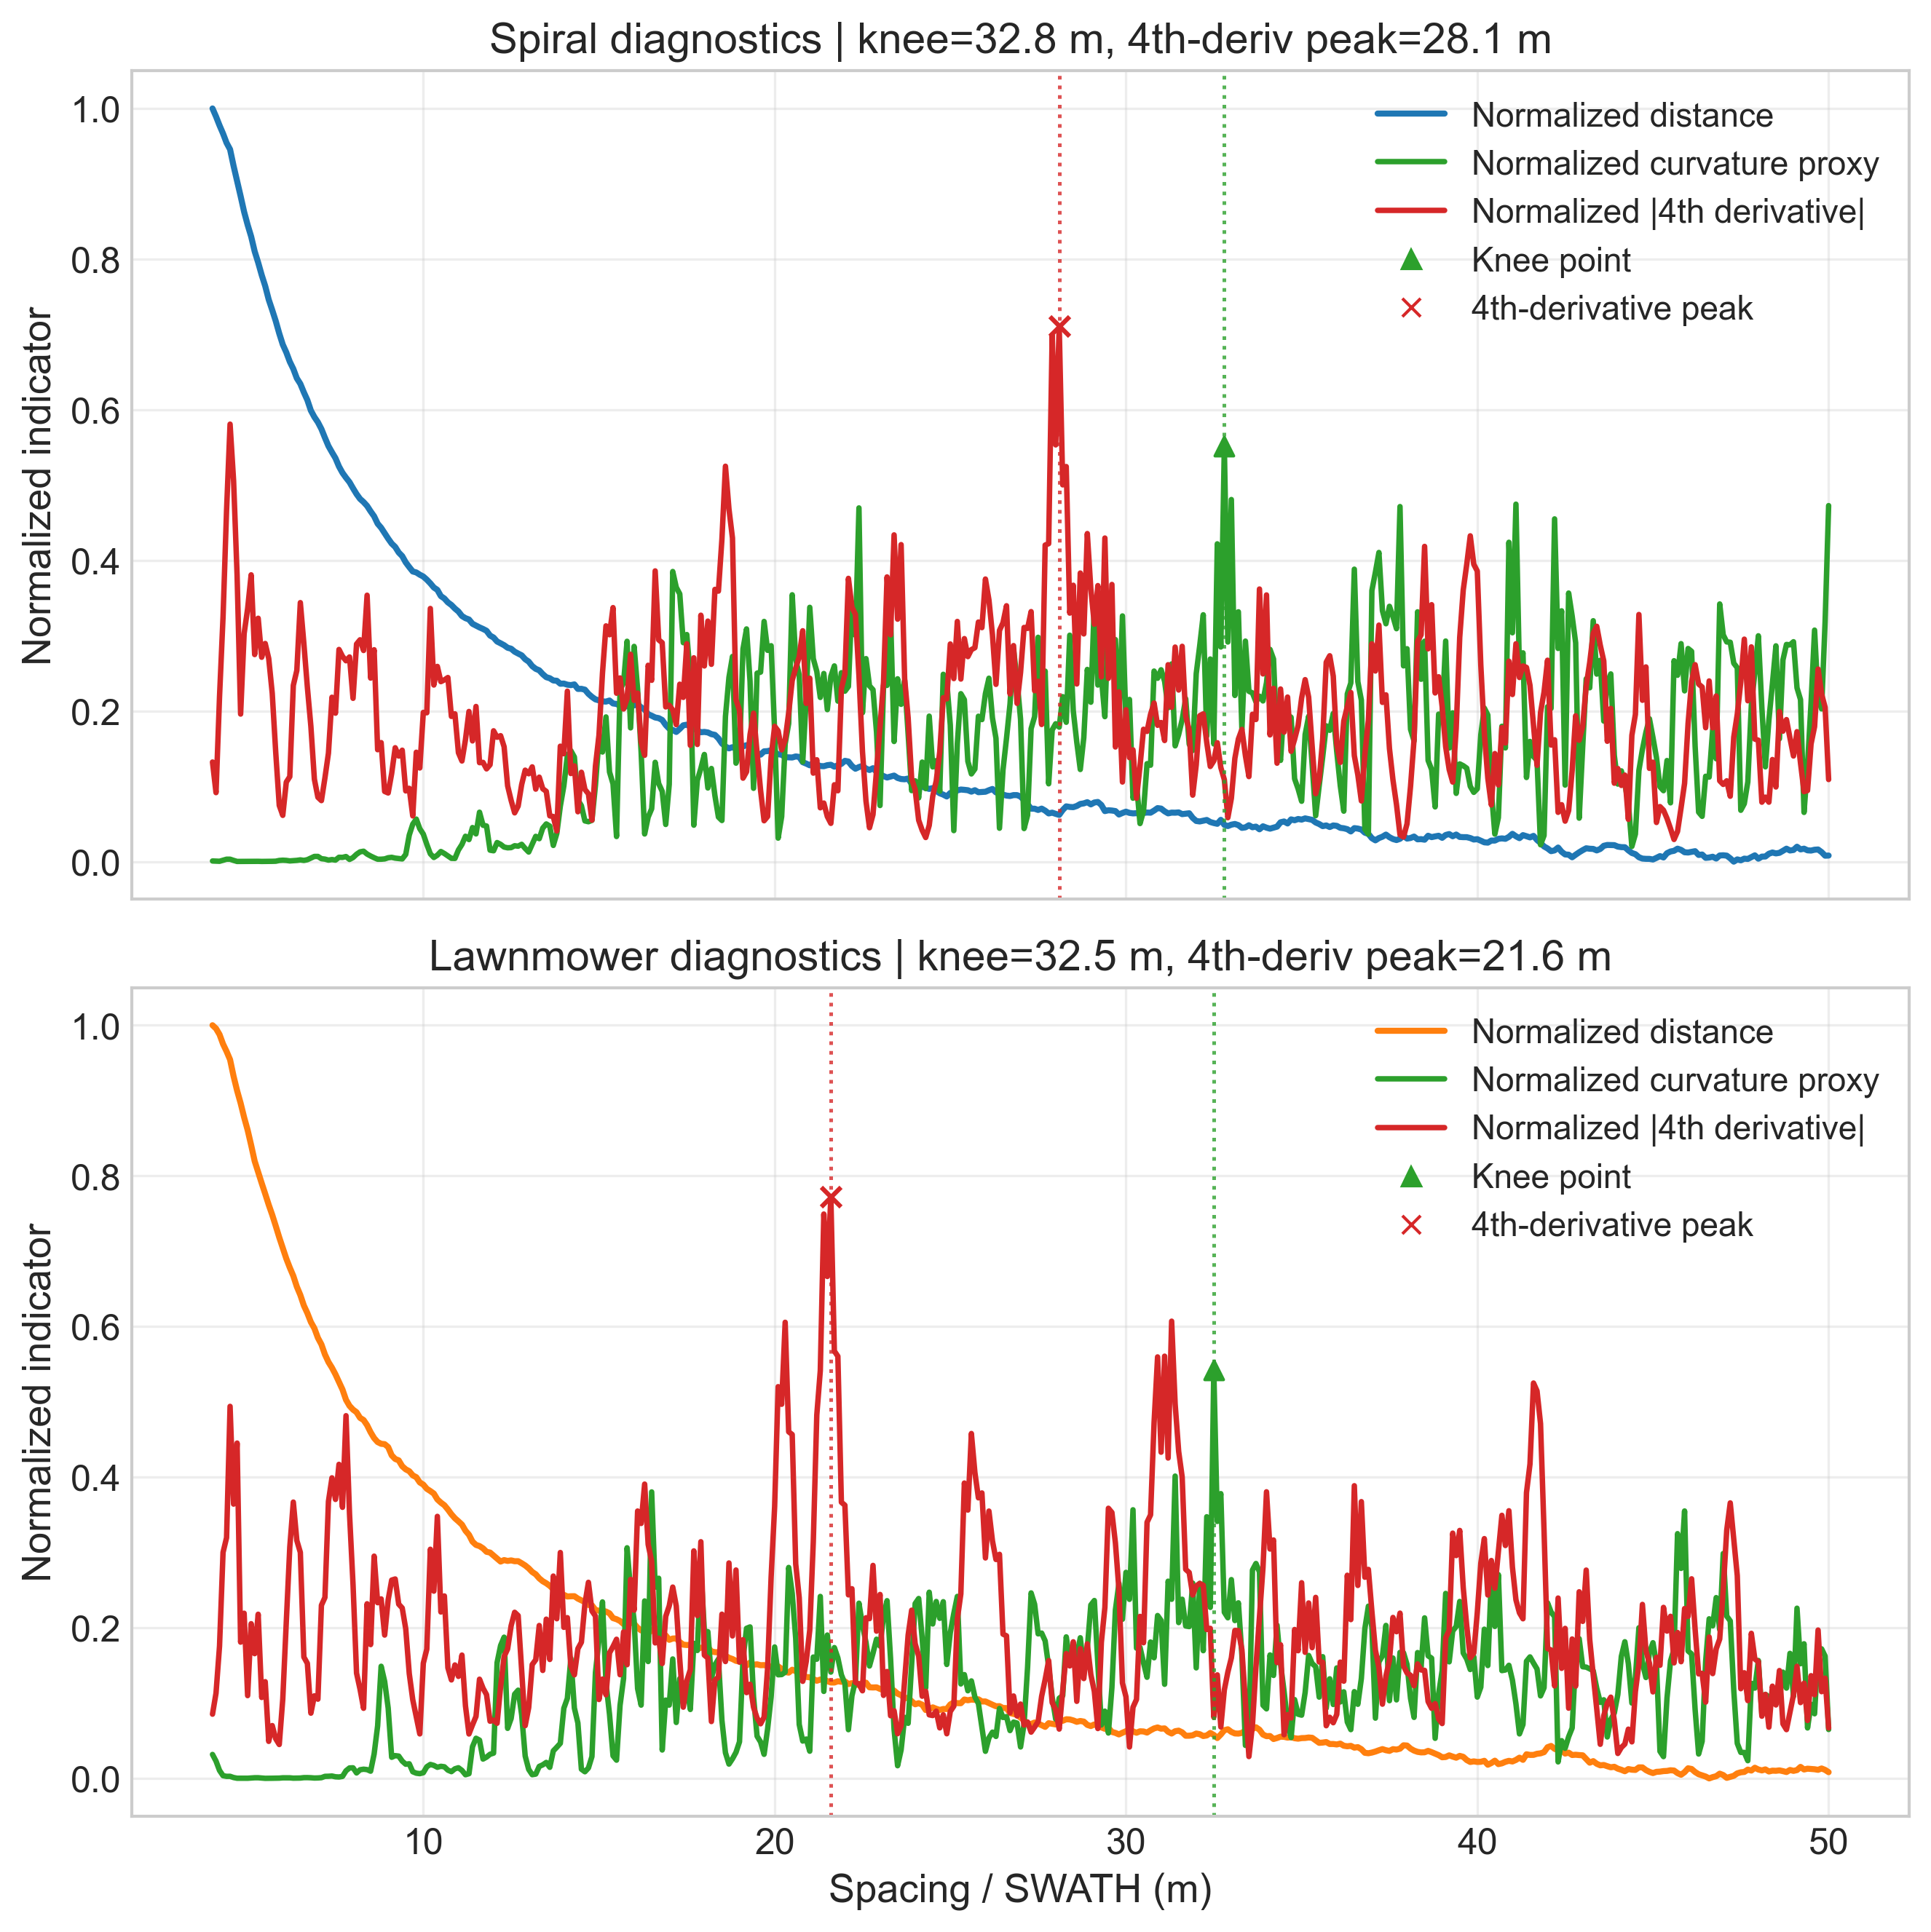 Spiral diagnostics | knee=32.8 m, 4th-deriv peak=28.1 m
Normalized indicator
1.0
0.8
0.6
0.4
0.2
0.0
Normalized distance
Normalized curvature proxy
Normalized |4th derivative|
Knee point
4th-derivative peak
Lawnmower diagnostics | knee=32.5 m, 4th-deriv peak=21.6 m
Normalized indicator
1.0
0.8
0.6
0.4
0.2
0.0
Normalized distance
Normalized curvature proxy
Normalized |4th derivative|
Knee point
4th-derivative peak
10 20 30 40 50
Spacing / SWATH (m)